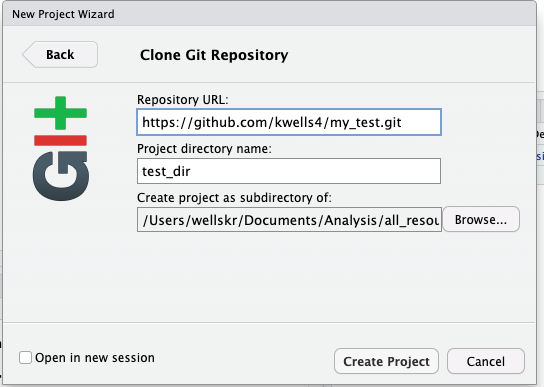 New Project Wizard
Back
Clone Git Repository
Repository URL:
https://github.com/kwells4/my_test.git
Project directory name:
test_dir
Create project as subdirectory of:
/Users/wellskr/Documents/Analysis/all_resou
Browse...
Git
Open in new session
Create Project
Cancel